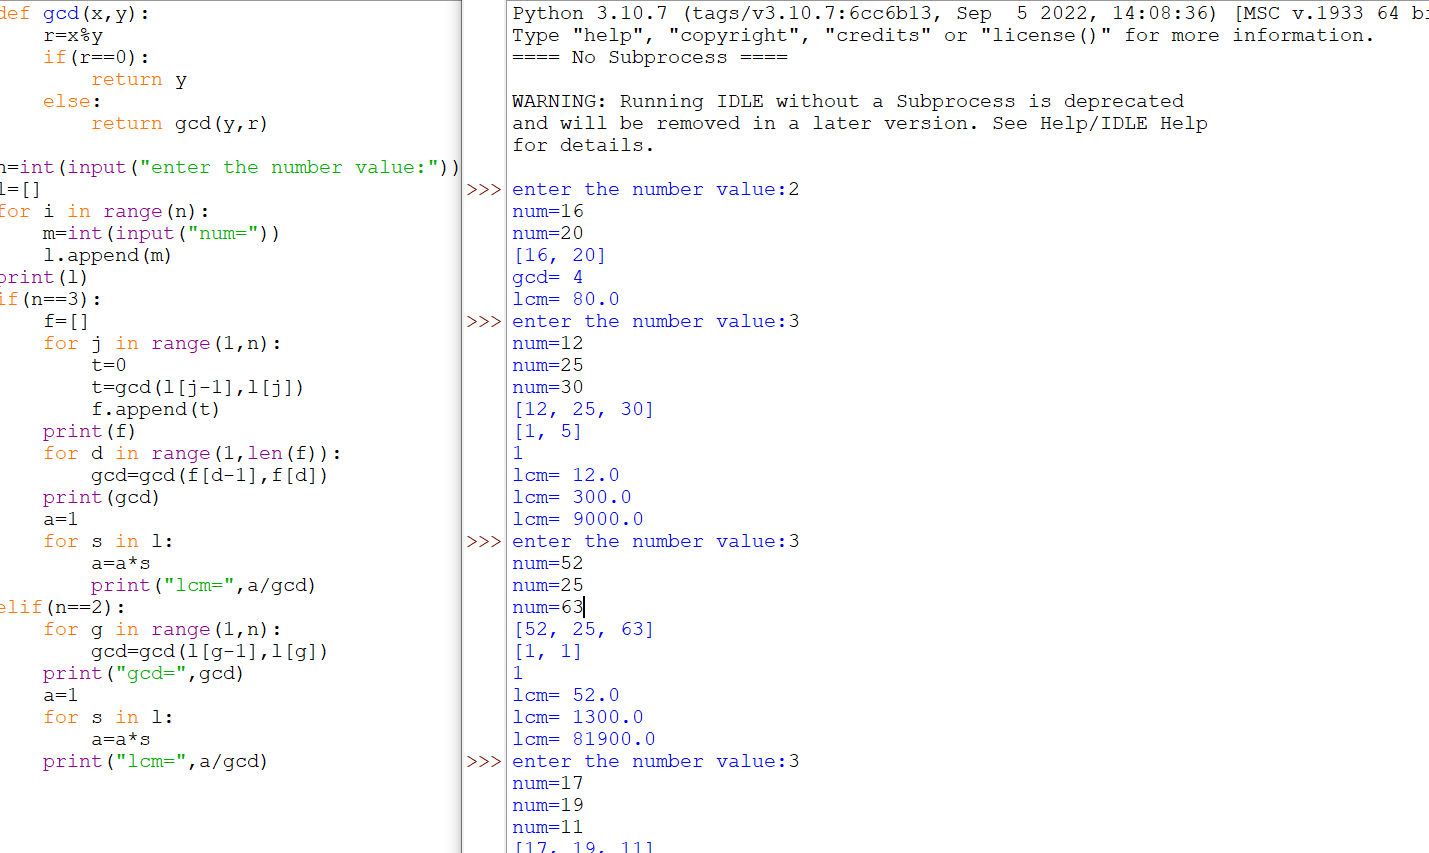 def gcd(x,y):
    r=x%y
    if(r==0):
        return y
    else:
        return gcd(y,r)
n=int(input("enter the number value:"))
l=[]
for i in range(n):
    m=int(input("num="))
    l.append(m)
print(l)
if(n==3):
    f=[]
    for j in range(1,n):
        t=0
        t=gcd(l[j-1],l[j])
        f.append(t)
    print(f)
    for d in range(1,len(f)):
        gcd=gcd(f[d-1],f[d])
    print(gcd)
    a=1
    for s in l:
        a=a*s
        print("lcm=",a/gcd)
elif(n==2):
    for g in range(1,n):
        gcd=gcd(l[g-1],l[g])
    print("gcd=",gcd)
    a=1
    for s in l:
        a=a*s
    print("lcm=",a/gcd)
Python 3.10.7 (tags/v3.10.7:6cc6b13, Sep  5 2022, 14:08:36) [MSC v.1933 64 bi
Type "help", "copyright", "credits" or "license()" for more information.
==== No Subprocess ====
WARNING: Running IDLE without a Subprocess is deprecated
and will be removed in a later version. See Help/IDLE Help
for details.
>>> enter the number value:2
num=16
num=20
[16, 20]
gcd= 4
lcm= 80.0
>>> enter the number value:3
num=12
num=25
num=30
[12, 25, 30]
[1, 5]
1
lcm= 12.0
lcm= 300.0
lcm= 9000.0
>>> enter the number value:3
num=52
num=25
num=63
[52, 25, 63]
[1, 1]
1
lcm= 52.0
lcm= 1300.0
lcm= 81900.0
>>> enter the number value:3
num=17
num=19
num=11
[17, 19, 11]